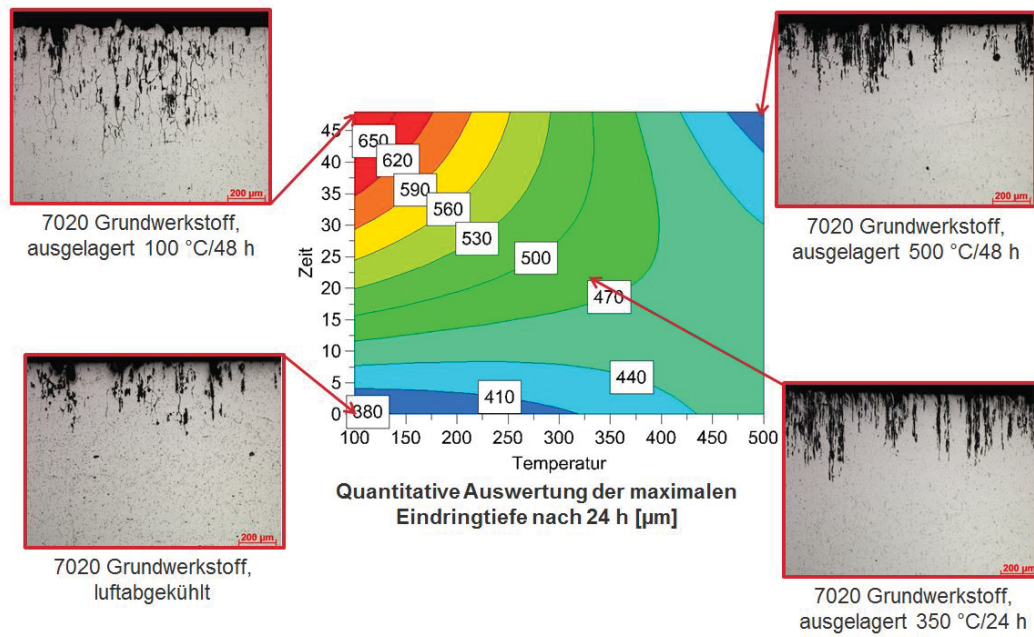 200 µm
7020 Grundwerkstoff,
ausgelagert 100 °C/48 h
200 µm
7020 Grundwerkstoff,
ausgelagert 500 °C/48 h
Zeit
45
40
35
30
25
20
15
10
5
0
650
620
590
560
530
500
470
440
410
380
100 150 200 250 300 350 400 450 500
Temperatur
Quantitative Auswertung der maximalen
Eindringtiefe nach 24 h [µm]
200 µm
7020 Grundwerkstoff,
luftabgekühlt
200 µm
7020 Grundwerkstoff,
ausgelagert 350 °C/24 h